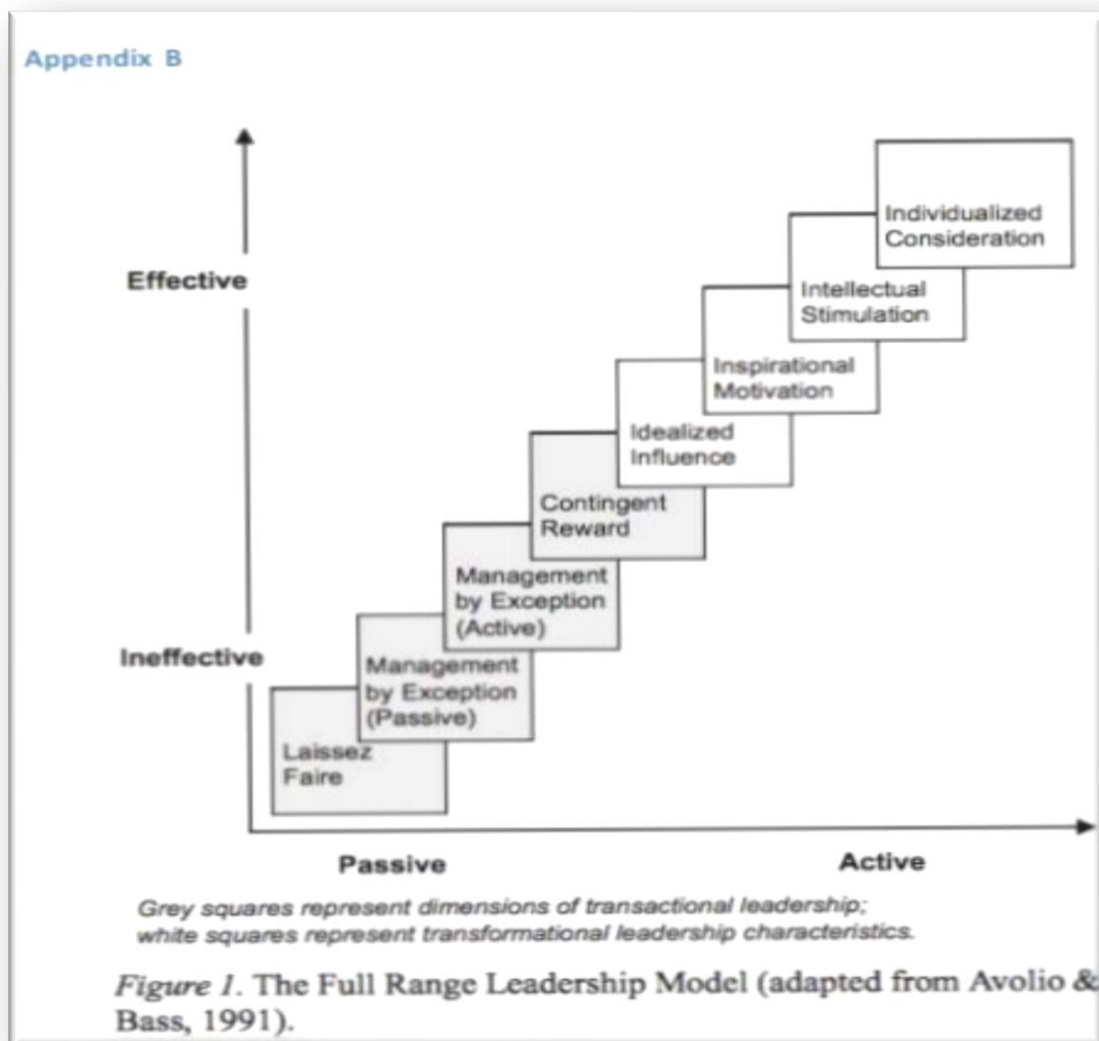 Appendix B
Individualized
Consideration
Effective
Intellectual
Stimulation
Inspirational
Motivation
Idealized
Influence
Contingent
Reward
Management
by Exception
(Active)
Ineffective
Management
by Exception
(Passive)
Laissez
Faire
Passive
Active
Grey squares represent dimensions of transactional leadership;
white squares represent transformational leadership characteristics.
Figure 1. The Full Range Leadership Model (adapted from Avolio &
Bass, 1991).